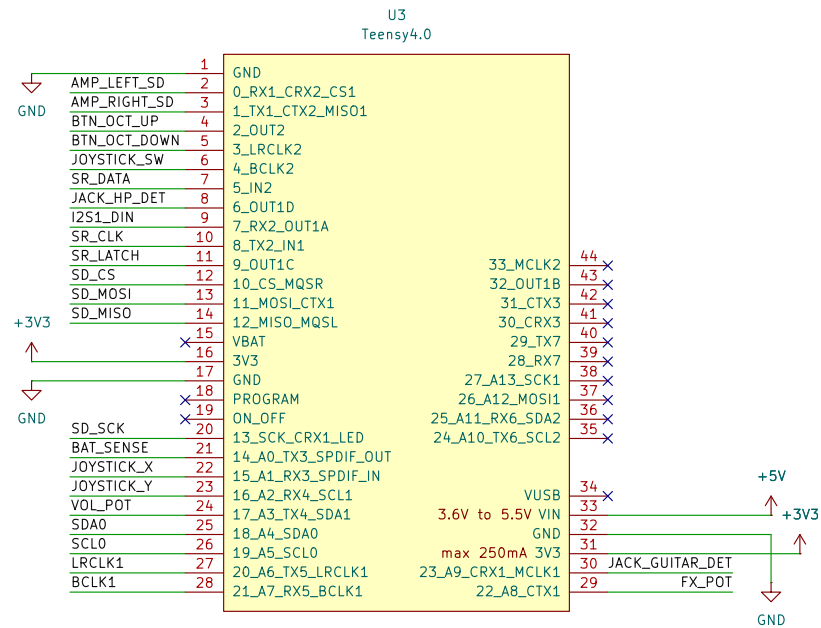 U3
Teensy4.0
1 GND
GND
AMP_LEFT_SD 2 0_RX1_CRX2_CS1
AMP_RIGHT_SD 3 1_TX1_CTX2_MISO1
BTN_OCT_UP 4 2_OUT2
BTN_OCT_DOWN 5 3_LRCLK2
JOYSTICK_SW 6 4_BCLK2
SR_DATA 7 5_IN2
JACK_HP_DET 8 6_OUT1D
I2S1_DIN 9 7_RX2_OUT1A
SR_CLK 10 8_TX2_IN1
SR_LATCH 11 9_OUT1C 33_MCLK2 44
SD_CS 12 10_CS_MQSR 32_OUT1B 43
SD_MOSI 13 11_MOSI_CTX1 31_CTX3 42
SD_MISO 14 12_MISO_MQSL 30_CRX3 41
+3V3
15 VBAT 29_TX7 40
16 3V3 28_RX7 39
17 GND 27_A13_SCK1 38
GND
18 PROGRAM 26_A12_MOSI1 37
19 ON_OFF 25_A11_RX6_SDA2 36
SD_SCK 20 13_SCK_CRX1_LED 24_A10_TX6_SCL2 35
BAT_SENSE 21 14_A0_TX3_SPDIF_OUT
JOYSTICK_X 22 15_A1_RX3_SPDIF_IN
JOYSTICK_Y 23 16_A2_RX4_SCL1 VUSB 34
+5V
VOL_POT 24 17_A3_TX4_SDA1 3.6V to 5.5V VIN 33
+3V3
SDA0 25 18_A4_SDA0 GND 32
SCL0 26 19_A5_SCL0 max 250mA 3V3 31
LRCLK1 27 20_A6_TX5_LRCLK1 23_A9_CRX1_MCLK1 30 JACK_GUITAR_DET
BCLK1 28 21_A7_RX5_BCLK1 22_A8_CTX1 29 FX_POT
GND